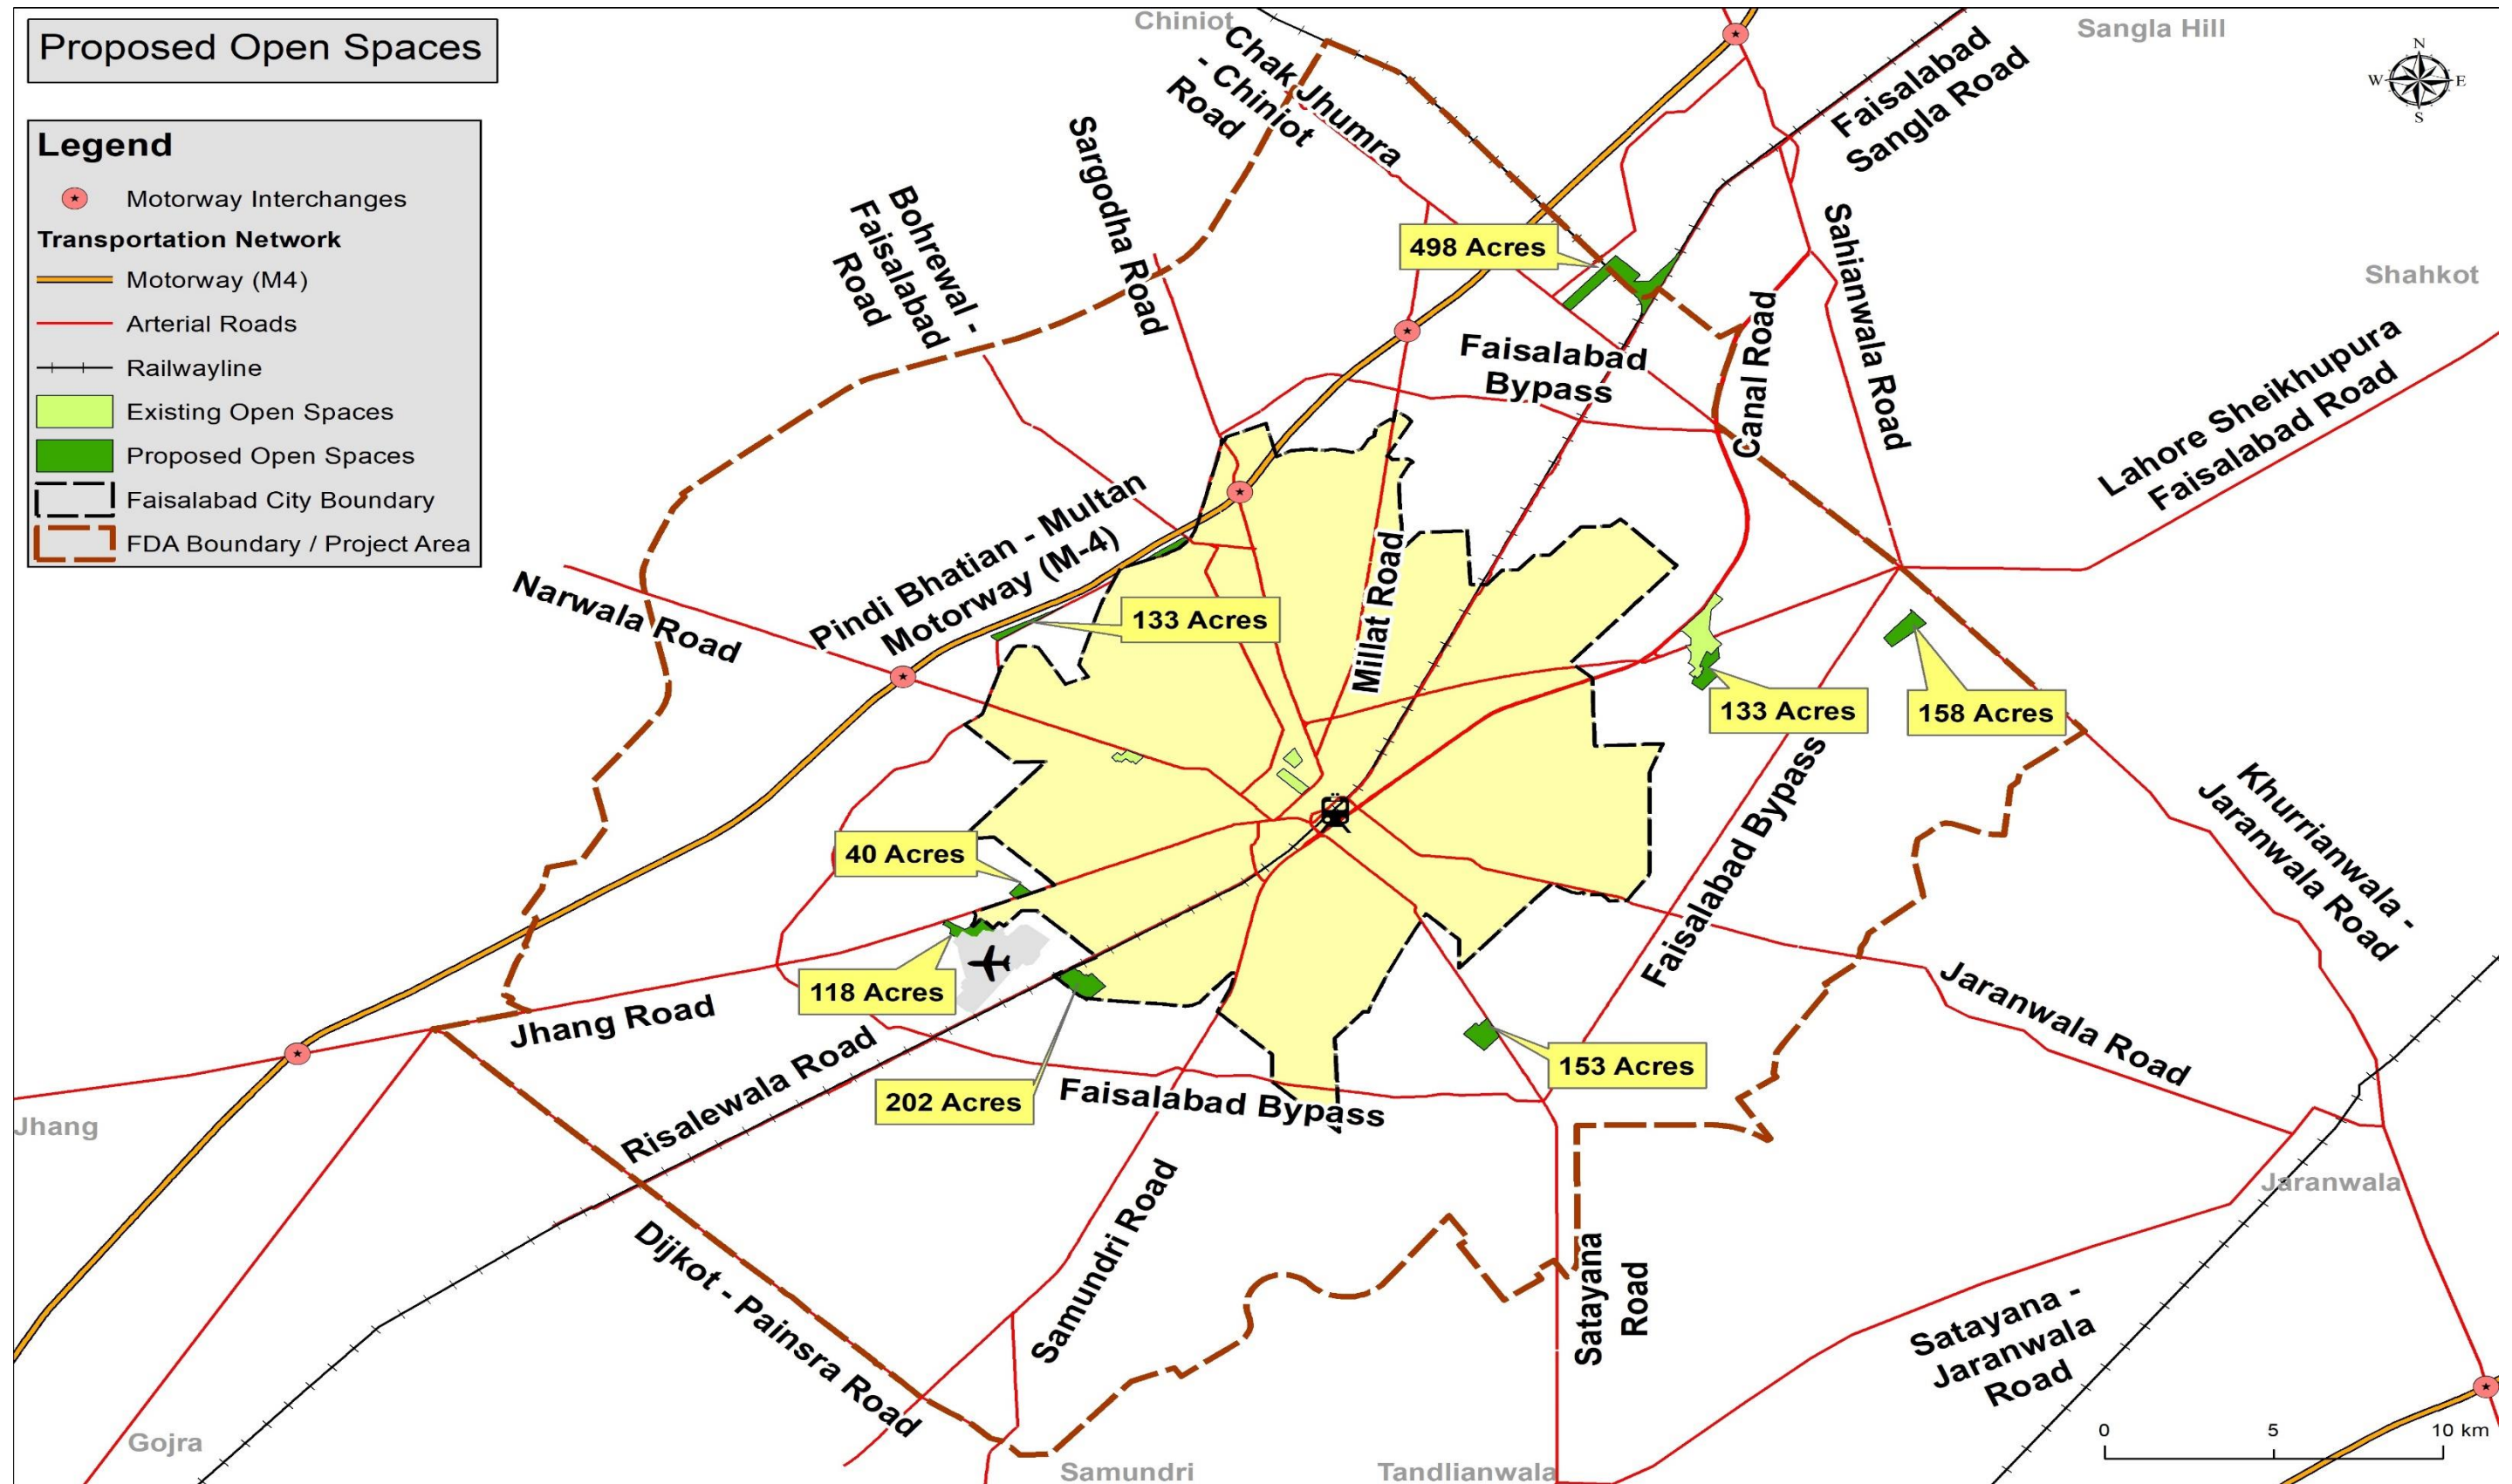 Proposed Open Spaces
Legend
Motorway Interchanges
Transportation Network
Motorway (M4)
Arterial Roads
Railwayline
Existing Open Spaces
Proposed Open Spaces
Faisalabad City Boundary
FDA Boundary / Project Area
Chiniot
Sangla Hill
N
W
E
S
Chak Jhumra
- Chiniot
Road
Faisalabad
Sangla Road
Sargodha Road
Bohrewal -
Faisalabad
Road
Sahianwala Road
498 Acres
Shahkot
Faisalabad
Bypass
Canal Road
Lahore Sheikhupura
Faisalabad Road
Pindi Bhatian - Multan
Motorway (M-4)
Narwala Road
Millat Road
133 Acres
133 Acres
158 Acres
Khurrianwala -
Jaranwala Road
Faisalabad Bypass
40 Acres
118 Acres
Jhang Road
Jaranwala Road
Risalewala Road
202 Acres
153 Acres
Faisalabad Bypass
Jhang
Jaranwala
Samundri Road
Dijkot - Painsra Road
Satayana
Road
Satayana -
Jaranwala
Road
0 5 10 km
Gojra
Samundri
Tandlianwala